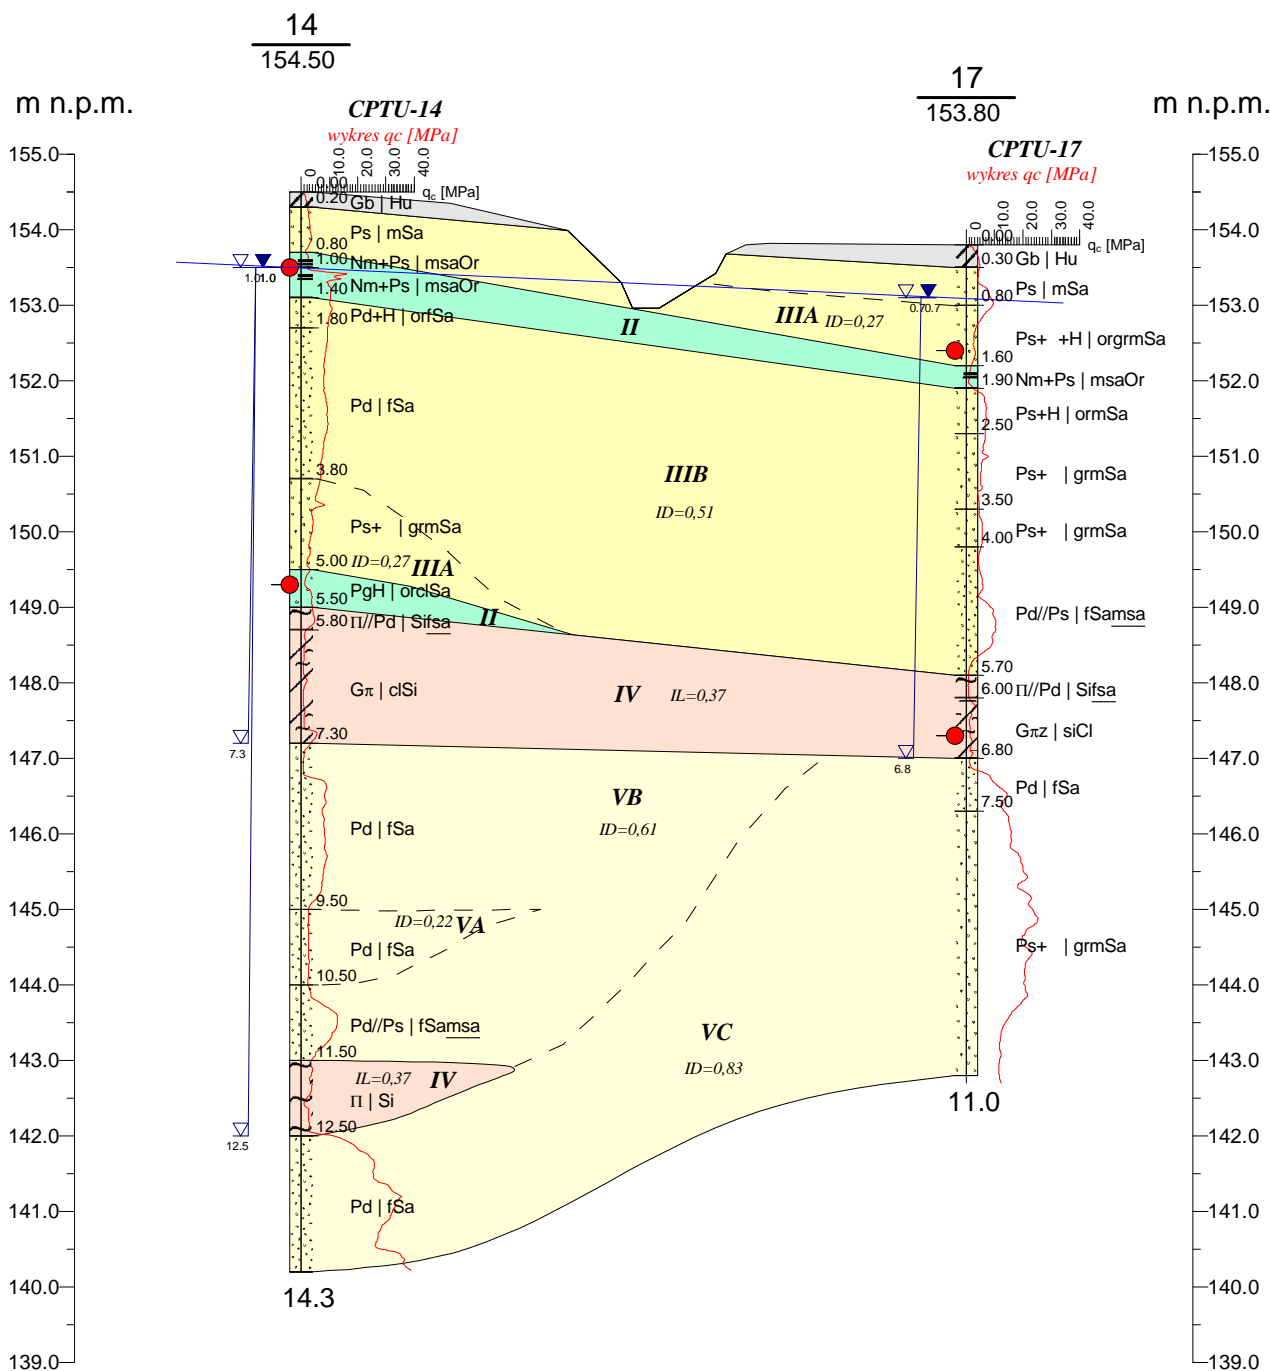 14
154.50
17
153.80
m n.p.m.
m n.p.m.
CPTU-14
wykres qc [MPa]
CPTU-17
wykres qc [MPa]
0 10.0 20.0 30.0 40.0
qc [MPa]
0 10.0 20.0 30.0 40.0
qc [MPa]
155.0
154.0
153.0
152.0
151.0
150.0
149.0
148.0
147.0
146.0
145.0
144.0
143.0
142.0
141.0
140.0
139.0
0.00
0.20
Gb | Hu
Ps | mSa
0.80
1.00
Nm+Ps | msaOr
1.40
Nm+Ps | msaOr
1.80
Pd+H | orfSa
Pd | fSa
3.80
Ps+ | grmSa
5.00
ID=0,27
IIIA
5.50
PgH | orclSa
II
5.80
Π//Pd | Sifsa
Gπ | clSi
7.30
Pd | fSa
9.50
ID=0,22
VA
Pd | fSa
10.50
Pd//Ps | fSamsa
11.50
IL=0,37
IV
Π | Si
12.50
Pd | fSa
14.3
1.0
1.0
7.3
12.5
II
IIIA
ID=0,27
IIIB
ID=0,51
IV
IL=0,37
VB
ID=0,61
VC
ID=0,83
0.7
0.7
6.8
0.00
0.30
Gb | Hu
0.80
Ps | mSa
Ps+ +H | orgrmSa
1.60
1.90
Nm+Ps | msaOr
Ps+H | ormSa
2.50
Ps+ | grmSa
3.50
Ps+ | grmSa
4.00
Pd//Ps | fSamsa
5.70
6.00
Π//Pd | Sifsa
Gπz | siCl
6.80
Pd | fSa
7.50
Ps+ | grmSa
11.0
155.0
154.0
153.0
152.0
151.0
150.0
149.0
148.0
147.0
146.0
145.0
144.0
143.0
142.0
141.0
140.0
139.0